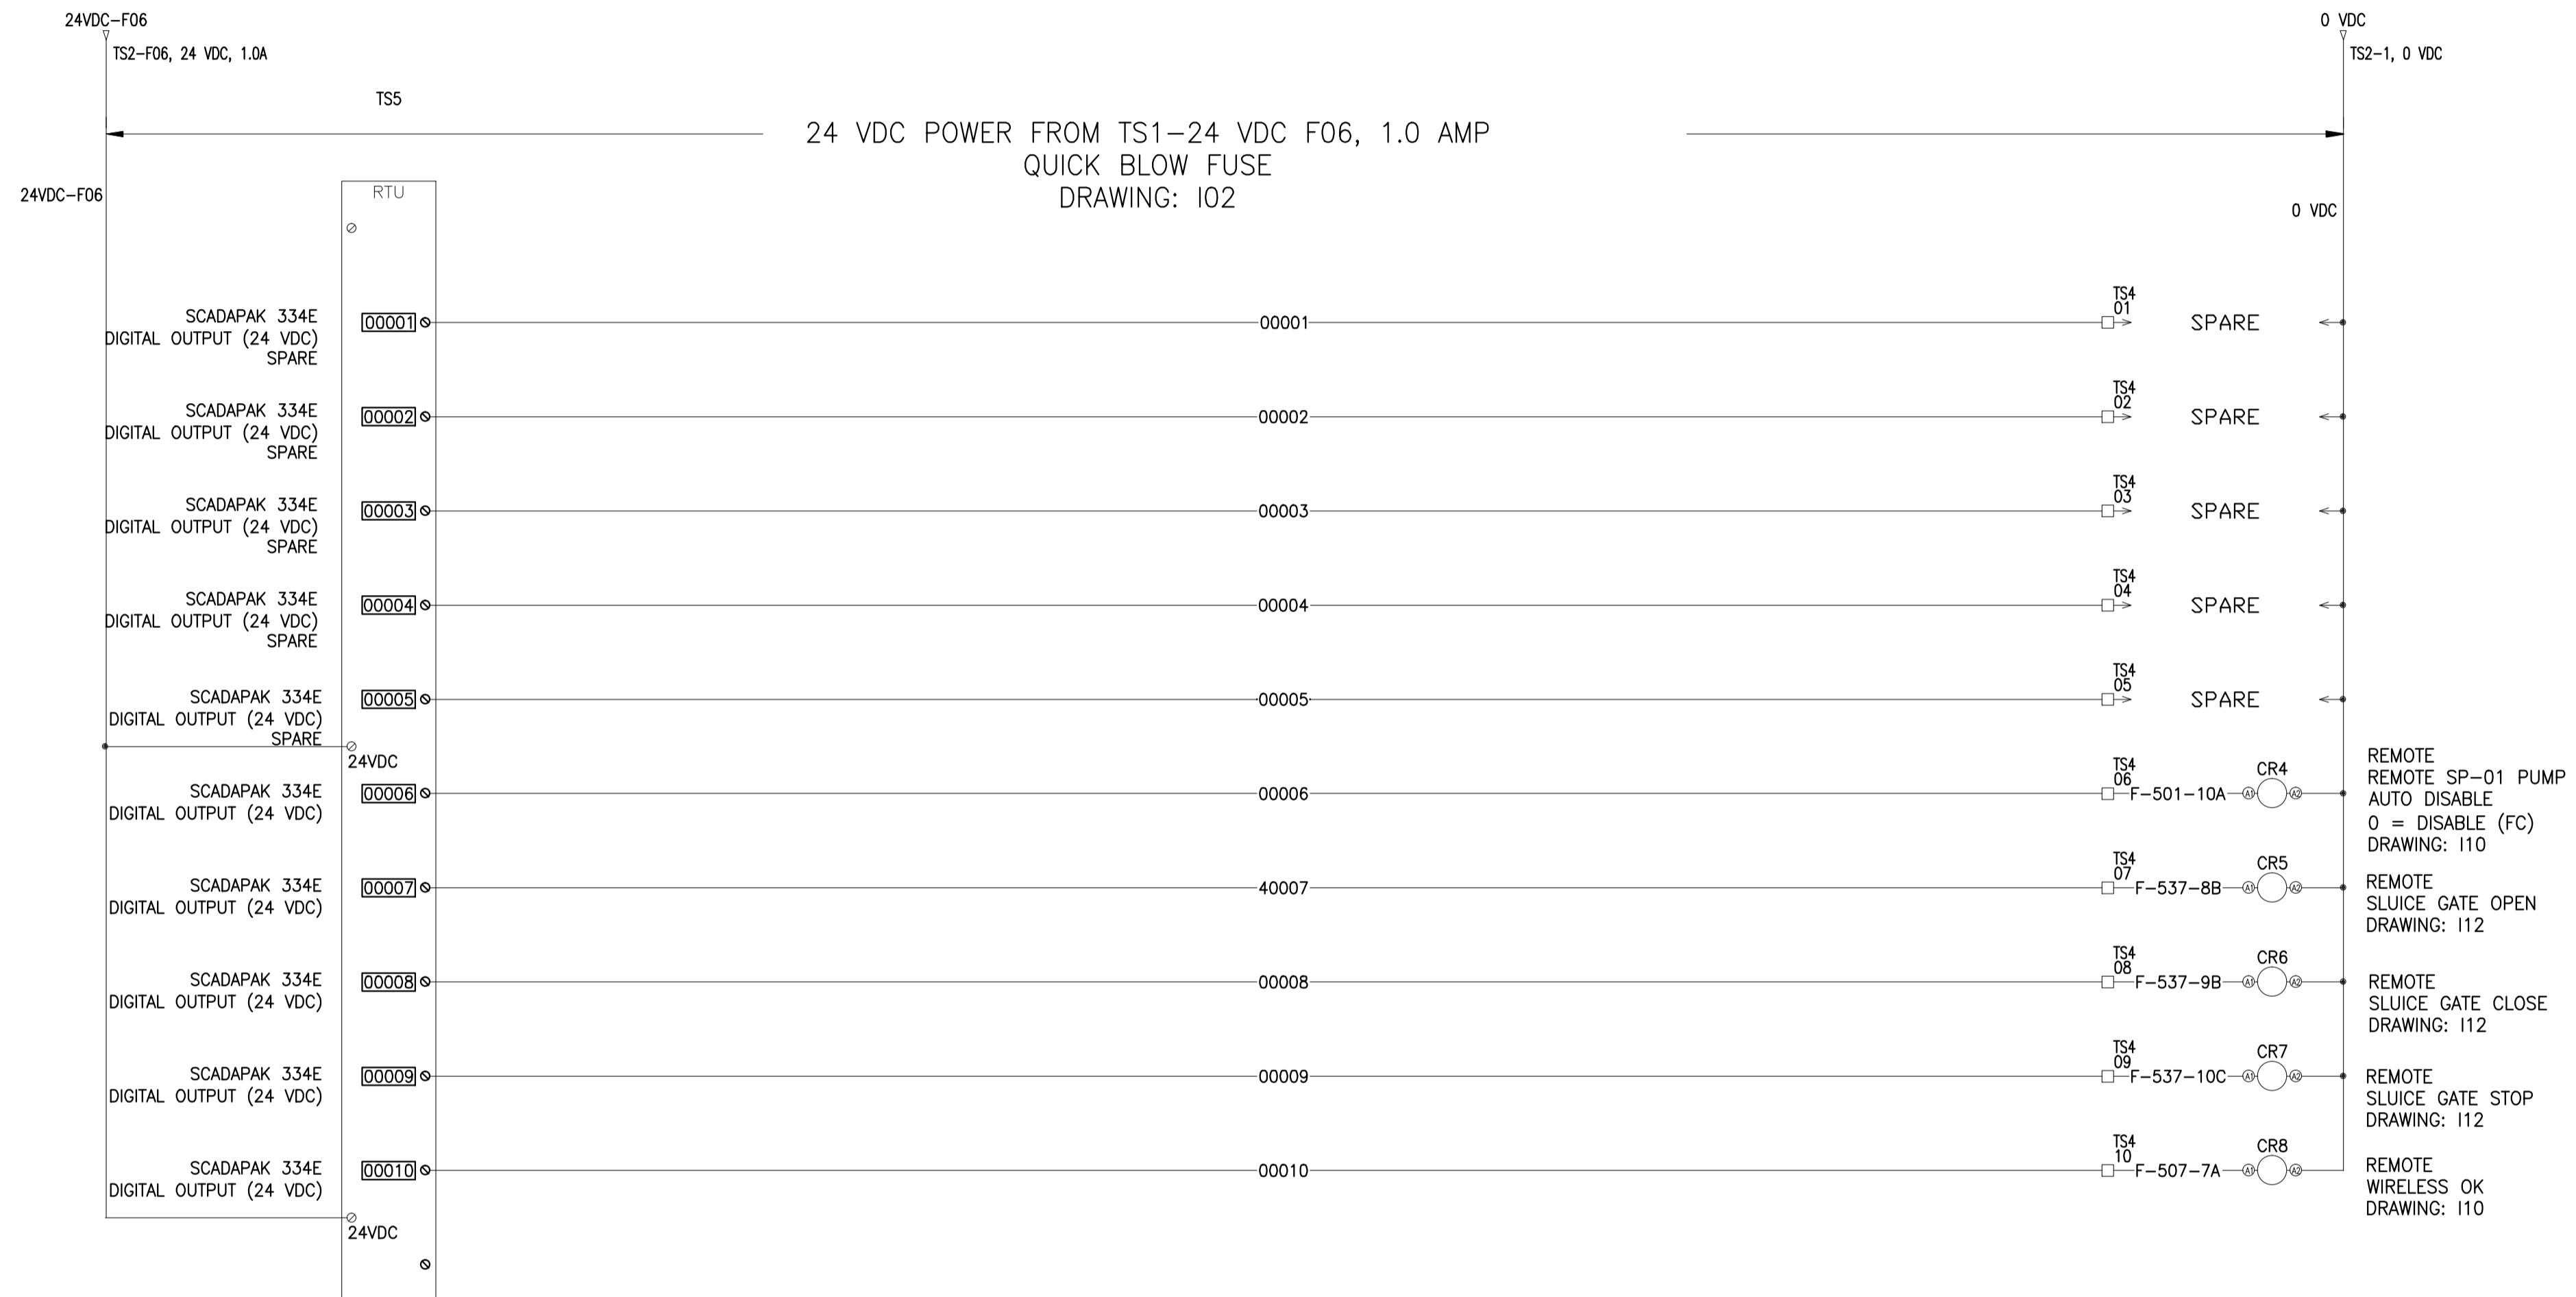 24VDC-F06
0 VDC
TS2-F06, 24 VDC, 1.0A
TS2-1, 0 VDC
TS5
24 VDC POWER FROM TS1-24 VDC F06, 1.0 AMP
QUICK BLOW FUSE
DRAWING: I02
24VDC-F06
RTU
0 VDC
SCADAPAK 334E
DIGITAL OUTPUT (24 VDC)
SPARE
00001
00001
TS4
01
SPARE
SCADAPAK 334E
DIGITAL OUTPUT (24 VDC)
SPARE
00002
00002
TS4
02
SPARE
SCADAPAK 334E
DIGITAL OUTPUT (24 VDC)
SPARE
00003
00003
TS4
03
SPARE
SCADAPAK 334E
DIGITAL OUTPUT (24 VDC)
SPARE
00004
00004
TS4
04
SPARE
SCADAPAK 334E
DIGITAL OUTPUT (24 VDC)
SPARE
00005
00005
TS4
05
SPARE
24VDC
SCADAPAK 334E
DIGITAL OUTPUT (24 VDC)
00006
00006
TS4
06
F-501-10A
A1
CR4
A2
REMOTE
REMOTE SP-01 PUMP
AUTO DISABLE
0 = DISABLE (FC)
DRAWING: I10
SCADAPAK 334E
DIGITAL OUTPUT (24 VDC)
00007
40007
TS4
07
F-537-8B
A1
CR5
A2
REMOTE
SLUICE GATE OPEN
DRAWING: I12
SCADAPAK 334E
DIGITAL OUTPUT (24 VDC)
00008
00008
TS4
08
F-537-9B
A1
CR6
A2
REMOTE
SLUICE GATE CLOSE
DRAWING: I12
SCADAPAK 334E
DIGITAL OUTPUT (24 VDC)
00009
00009
TS4
09
F-537-10C
A1
CR7
A2
REMOTE
SLUICE GATE STOP
DRAWING: I12
SCADAPAK 334E
DIGITAL OUTPUT (24 VDC)
00010
00010
TS4
10
F-507-7A
A1
CR8
A2
REMOTE
WIRELESS OK
DRAWING: I10
24VDC